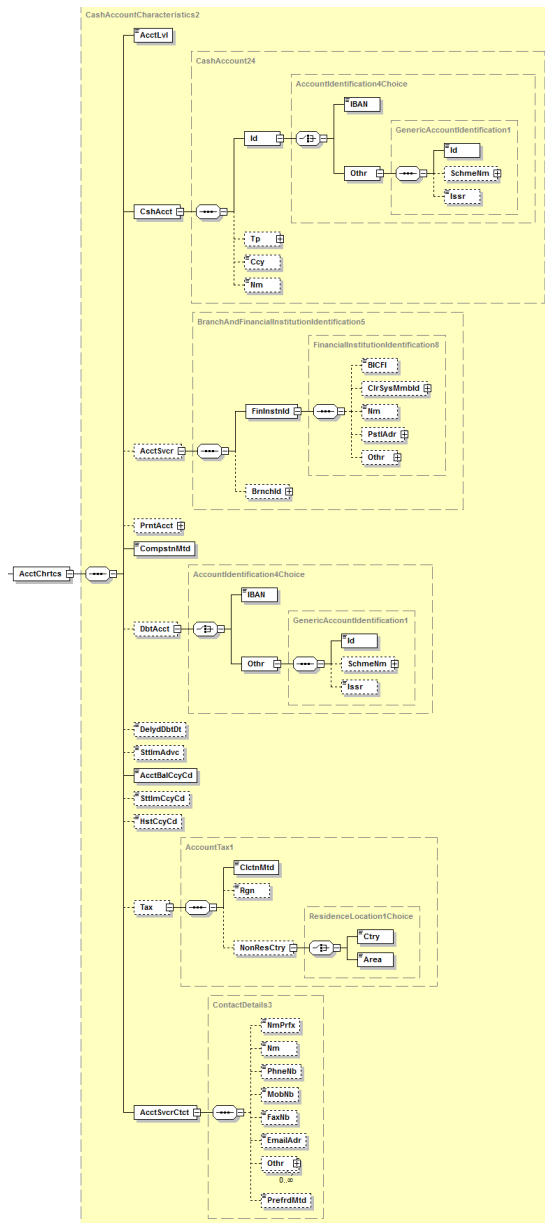 CashAccountCharacteristics2
AcctLvl
CashAccount24
AccountIdentification4Choice
IBAN
GenericAccountIdentification1
Id
Id
Othr
SchmeNm
Issr
CshAcct
Tp
Ccy
Nm
BranchAndFinancialInstitutionIdentification5
FinancialInstitutionIdentification8
BICFI
ClrSysMmbId
FinInstnId
Nm
PstlAdr
AcctSvcr
Othr
BrnchId
PrntAcct
CompstnMtd
AcctChrtcs
AccountIdentification4Choice
IBAN
GenericAccountIdentification1
DbtAcct
Id
Othr
SchmeNm
Issr
DelydDbtDt
SttlmAdvc
AcctBalCcyCd
SttlmCcyCd
HstCcyCd
AccountTax1
ClctnMtd
Rgn
Tax
ResidenceLocation1Choice
Ctry
NonResCtry
Area
ContactDetails3
NmPrfx
Nm
PhneNb
MobNb
AcctSvcrCtct
FaxNb
EmailAdr
Othr
0..∞
PrefrdMtd